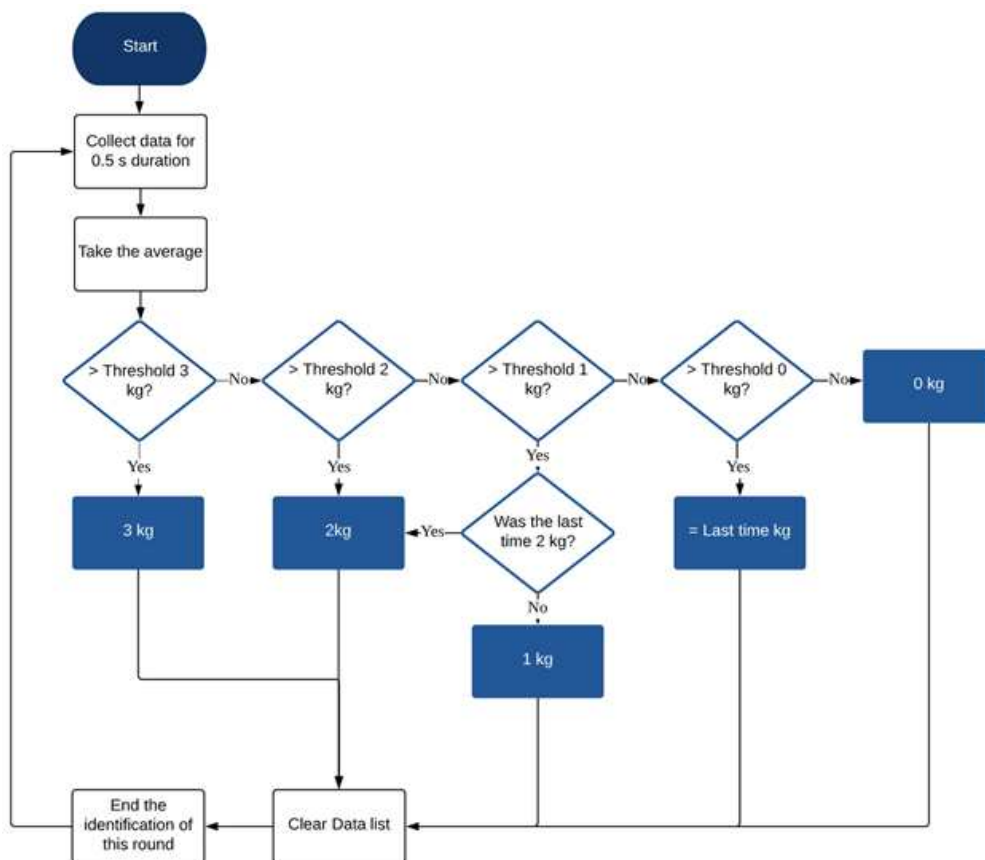 Start
Collect data for
0.5 s duration
Take the average
> Threshold 3
kg?
No
> Threshold 2
kg?
No
> Threshold 1
kg?
No
> Threshold 0
kg?
No
0 kg
Yes
Yes
Yes
Yes
3 kg
2kg
Yes
Was the last
time 2 kg?
= Last time kg
No
1 kg
End the
identification of
this round
Clear Data list